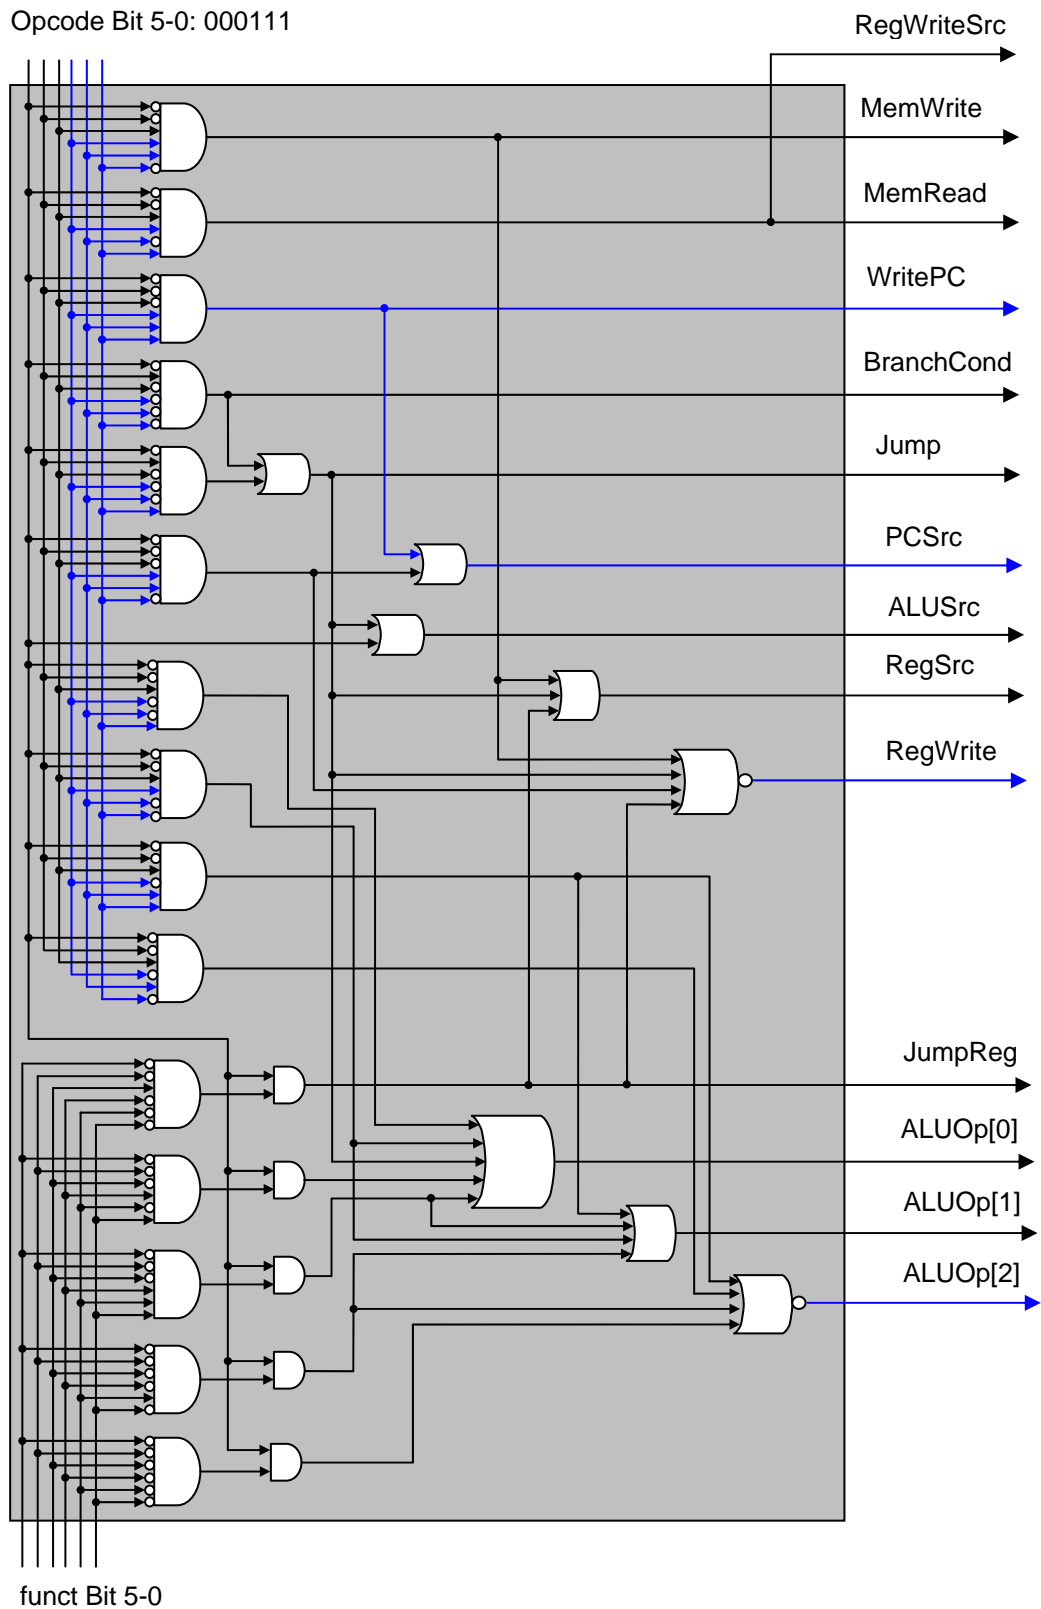 Opcode Bit 5-0: 000111
RegWriteSrc
MemWrite
MemRead
WritePC
BranchCond
Jump
PCSrc
ALUSrc
RegSrc
RegWrite
JumpReg
ALUOp[0]
ALUOp[1]
ALUOp[2]
funct Bit 5-0